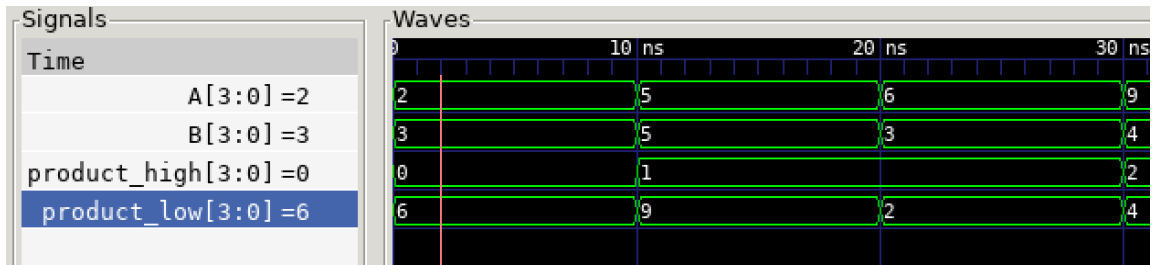 Signals
Waves
Time
0 10 ns 20 ns 30 ns
A[3:0] =2 2 5 6 9
B[3:0] =3 3 5 3 4
product_high[3:0] =0 0 1 2
product_low[3:0] =6 6 9 2 4